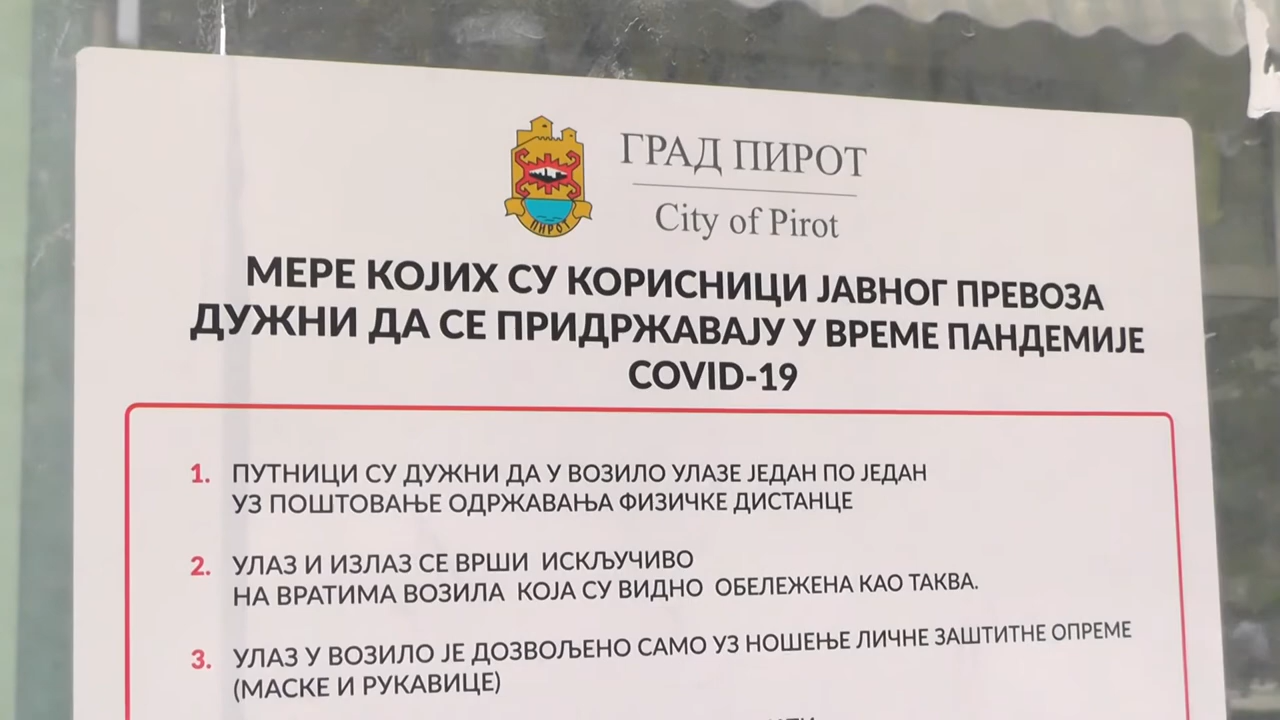 ГРАД ПИРОТ
City of Pirot
ПИРОТ
МЕРЕ КОЈИХ СУ КОРИСНИЦИ ЈАВНОГ ПРЕВОЗА
ДУЖНИ ДА СЕ ПРИДРЖАВАЈУ У ВРЕМЕ ПАНДЕМИЈЕ
COVID-19
1. ПУТНИЦИ СУ ДУЖНИ ДА У ВОЗИЛО УЛАЗЕ ЈЕДАН ПО ЈЕДАН
УЗ ПОШТОВАЊЕ ОДРЖАВАЊА ФИЗИЧКЕ ДИСТАНЦЕ
2. УЛАЗ И ИЗЛАЗ СЕ ВРШИ ИСКЉУЧИВО
НА ВРАТИМА ВОЗИЛА КОЈА СУ ВИДНО ОБЕЛЕЖЕНА КАО ТАКВА.
3. УЛАЗ У ВОЗИЛО ЈЕ ДОЗВОЉЕНО САМО УЗ НОШЕЊЕ ЛИЧНЕ ЗАШТИТНЕ ОПРЕМЕ
(МАСКЕ И РУКАВИЦЕ)